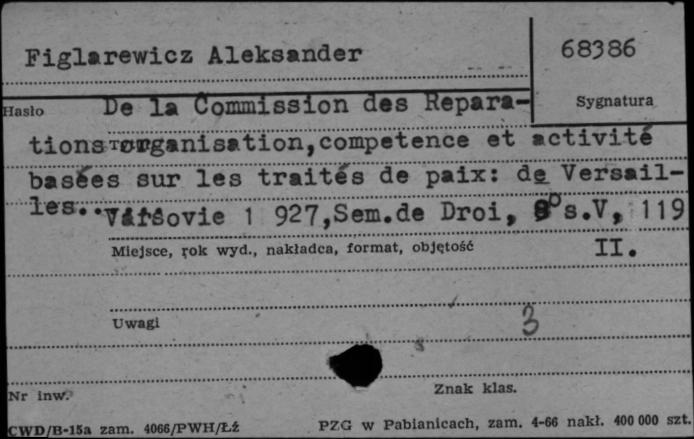 Figlarewicz Aleksander
68386
Hasło De la Commission des Repara-
Sygnatura
tions organisation,competence et activité
basées sur les traités de paix: de Versail-
les.. Varsovie 1 927,Sem.de Droi, 8° s.V, 119
Miejsce, rok wyd., nakładca, format, objętość II.
Uwagi 3
Nr inw. Znak klas.
CWD/B-15a zam. 4066/PWH/Łź PZG w Pabianicach, zam. 4-66 nakł. 400 000 szt.